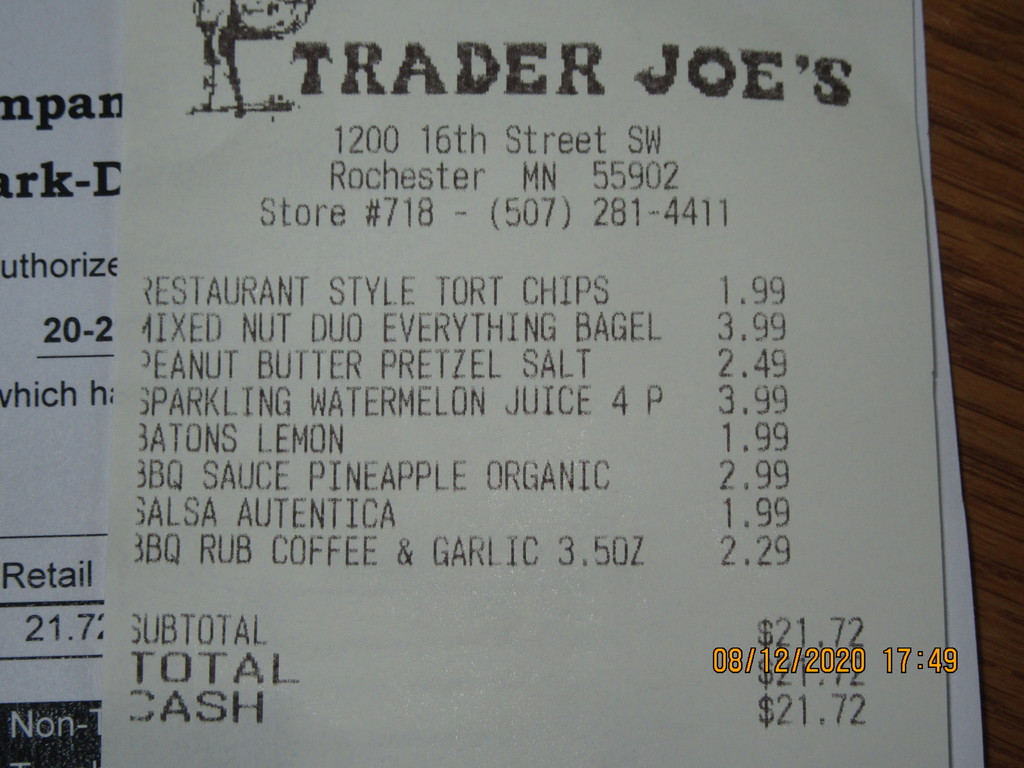 TRADER JOE'S
1200 16th Street SW
Rochester MN 55902
Store #718 - (507) 281-4411
RESTAURANT STYLE TORT CHIPS 1.99
MIXED NUT DUO EVERYTHING BAGEL 3.99
PEANUT BUTTER PRETZEL SALT 2.49
SPARKLING WATERMELON JUICE 4 P 3.99
BATONS LEMON 1.99
BBQ SAUCE PINEAPPLE ORGANIC 2.99
SALSA AUTENTICA 1.99
BBQ RUB COFFEE & GARLIC 3.5OZ 2.29
SUBTOTAL $21.72
TOTAL $21.72
CASH $21.72
08/12/2020 17:49
mpan
ark-D
uthorize
20-2
which ha
Retail
21.72
Non-T